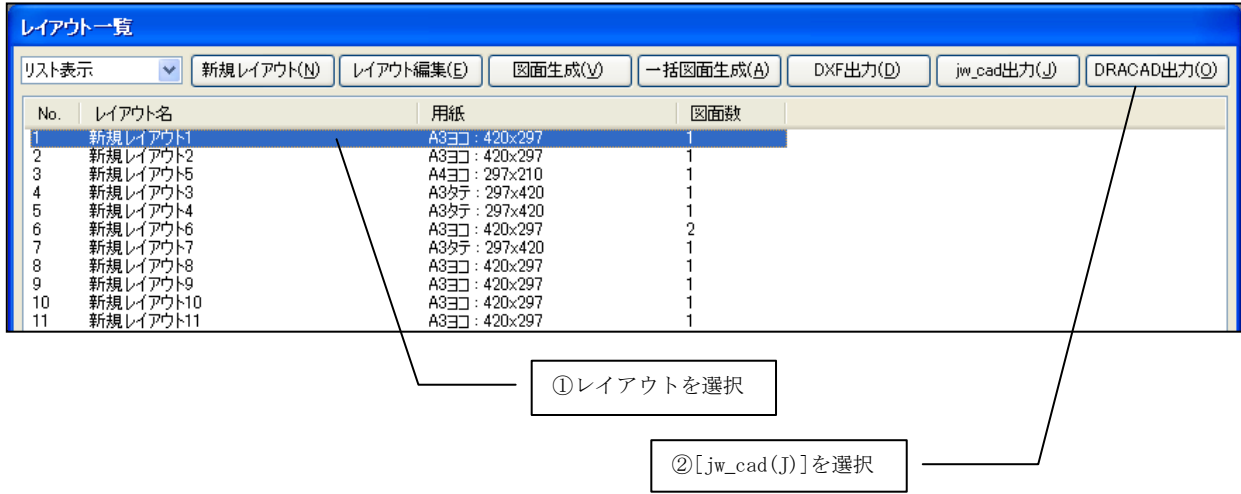 レイアウト一覧
リスト表示 新規レイアウト(N) レイアウト編集(E) 図面生成(V) 一括図面生成(A) DXF出力(D) jw_cad出力(J) DRACAD出力(O)
No. レイアウト名 用紙 図面数
1 新規レイアウト1 A3ヨコ：420x297 1
2 新規レイアウト2 A3ヨコ：420x297 1
3 新規レイアウト5 A4ヨコ：297x210 1
4 新規レイアウト3 A3タテ：297x420 1
5 新規レイアウト4 A3タテ：297x420 1
6 新規レイアウト6 A3ヨコ：420x297 2
7 新規レイアウト7 A3タテ：297x420 1
8 新規レイアウト8 A3ヨコ：420x297 1
9 新規レイアウト9 A3ヨコ：420x297 1
10 新規レイアウト10 A3ヨコ：420x297 1
11 新規レイアウト11 A3ヨコ：420x297 1
①レイアウトを選択
②[jw_cad(J)]を選択